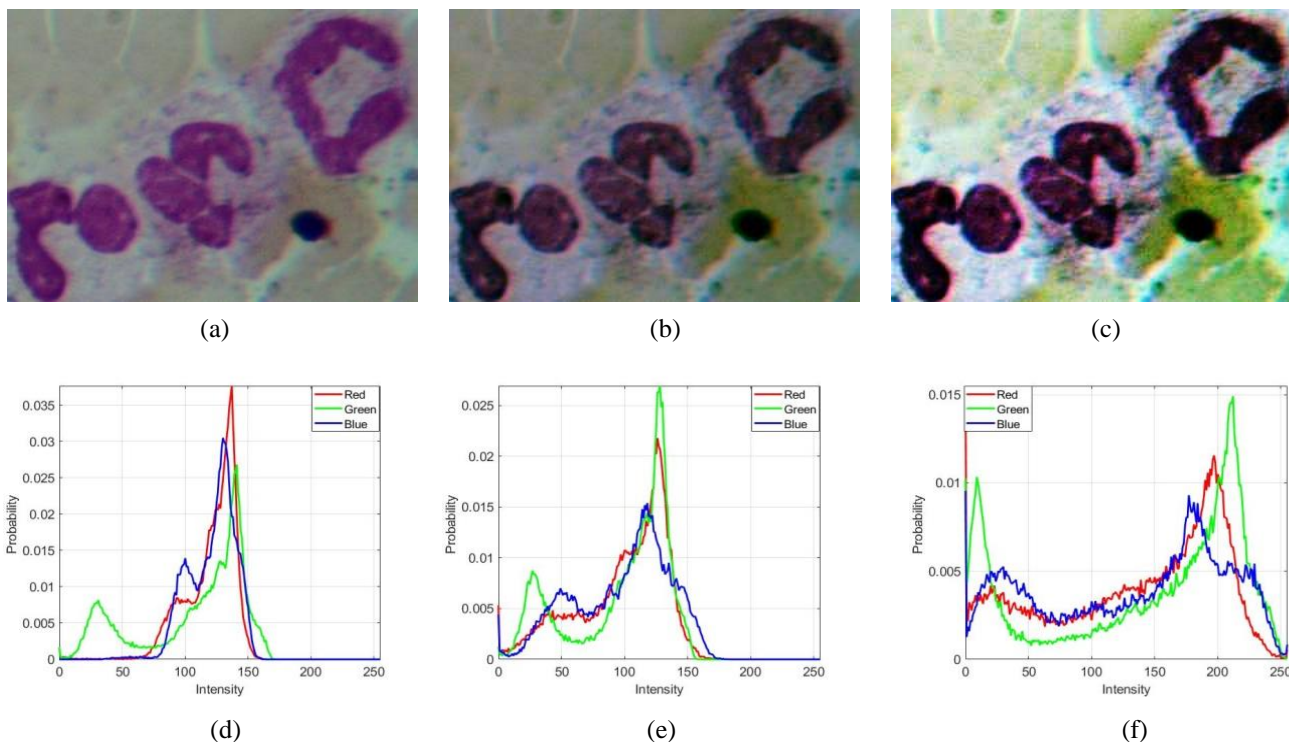 (a)
(b)
(c)
Red
Green
Blue
Probability
0.035
0.03
0.025
0.02
0.015
0.01
0.005
0
0 50 100 150 200 250
Intensity
(d)
Red
Green
Blue
Probability
0.025
0.02
0.015
0.01
0.005
0
0 50 100 150 200 250
Intensity
(e)
Red
Green
Blue
Probability
0.015
0.01
0.005
0
0 50 100 150 200 250
Intensity
(f)